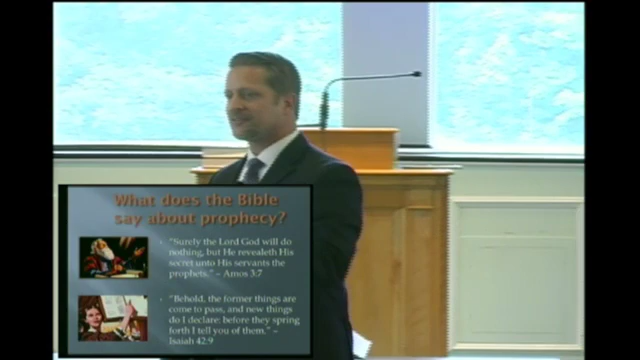 What does the Bible
say about prophecy?
"Surely the Lord God will do
nothing, but He revealeth His
secret unto His servants the
prophets." – Amos 3:7
"Behold, the former things are
come to pass, and new things
do I declare: before they spring
forth I tell you of them." –
Isaiah 42:9